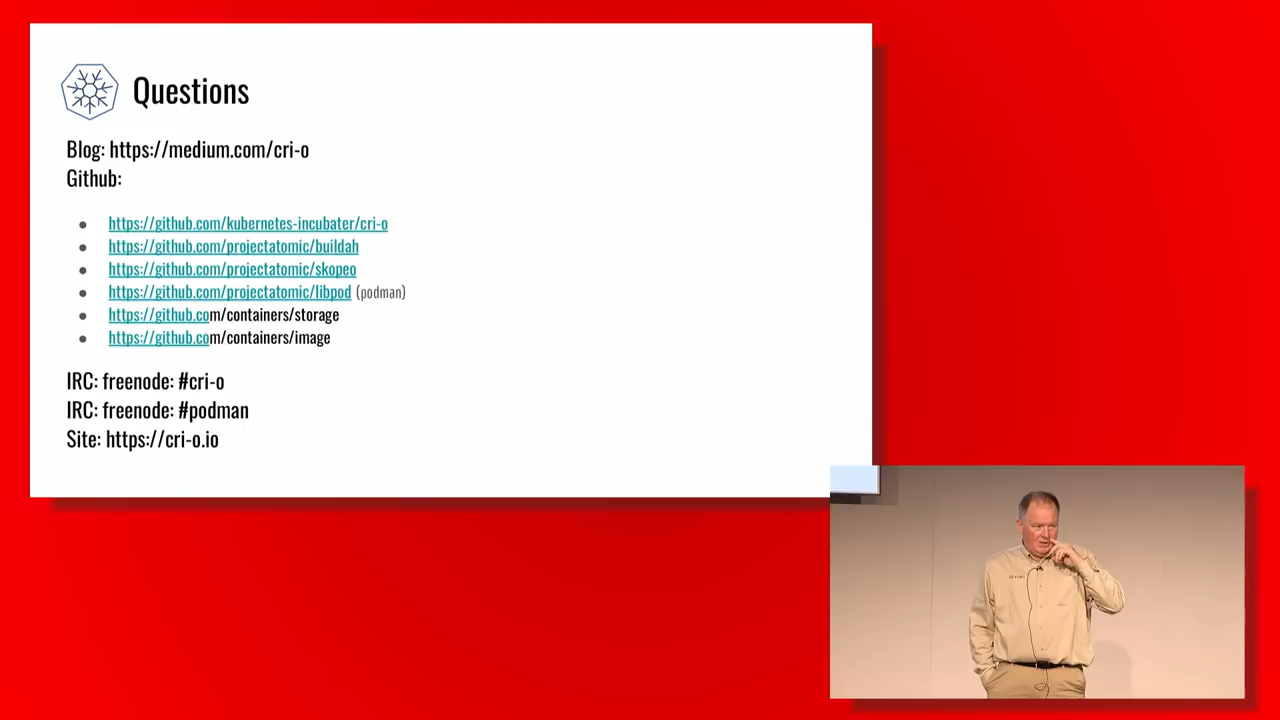 Questions
Blog: https://medium.com/cri-o
Github:
https://github.com/kubernetes-incubater/cri-o
https://github.com/projectatomic/buildah
https://github.com/projectatomic/skopeo
https://github.com/projectatomic/libpod (podman)
https://github.com/containers/storage
https://github.com/containers/image
IRC: freenode: #cri-o
IRC: freenode: #podman
Site: https://cri-o.io